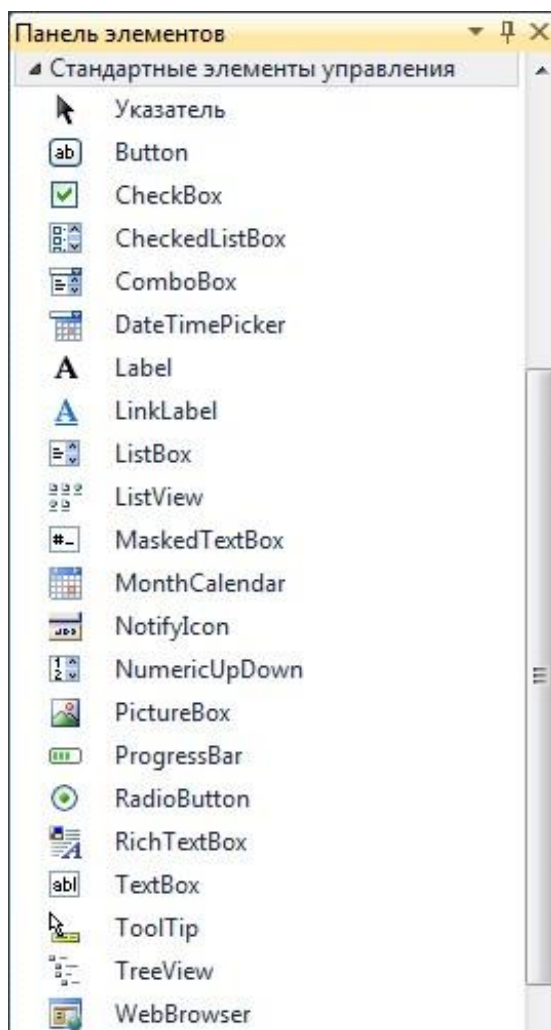 Панель элементов
Стандартные элементы управления
Указатель
Button
CheckBox
CheckedListBox
ComboBox
DateTimePicker
Label
LinkLabel
ListBox
ListView
MaskedTextBox
MonthCalendar
NotifyIcon
NumericUpDown
PictureBox
ProgressBar
RadioButton
RichTextBox
TextBox
ToolTip
TreeView
WebBrowser